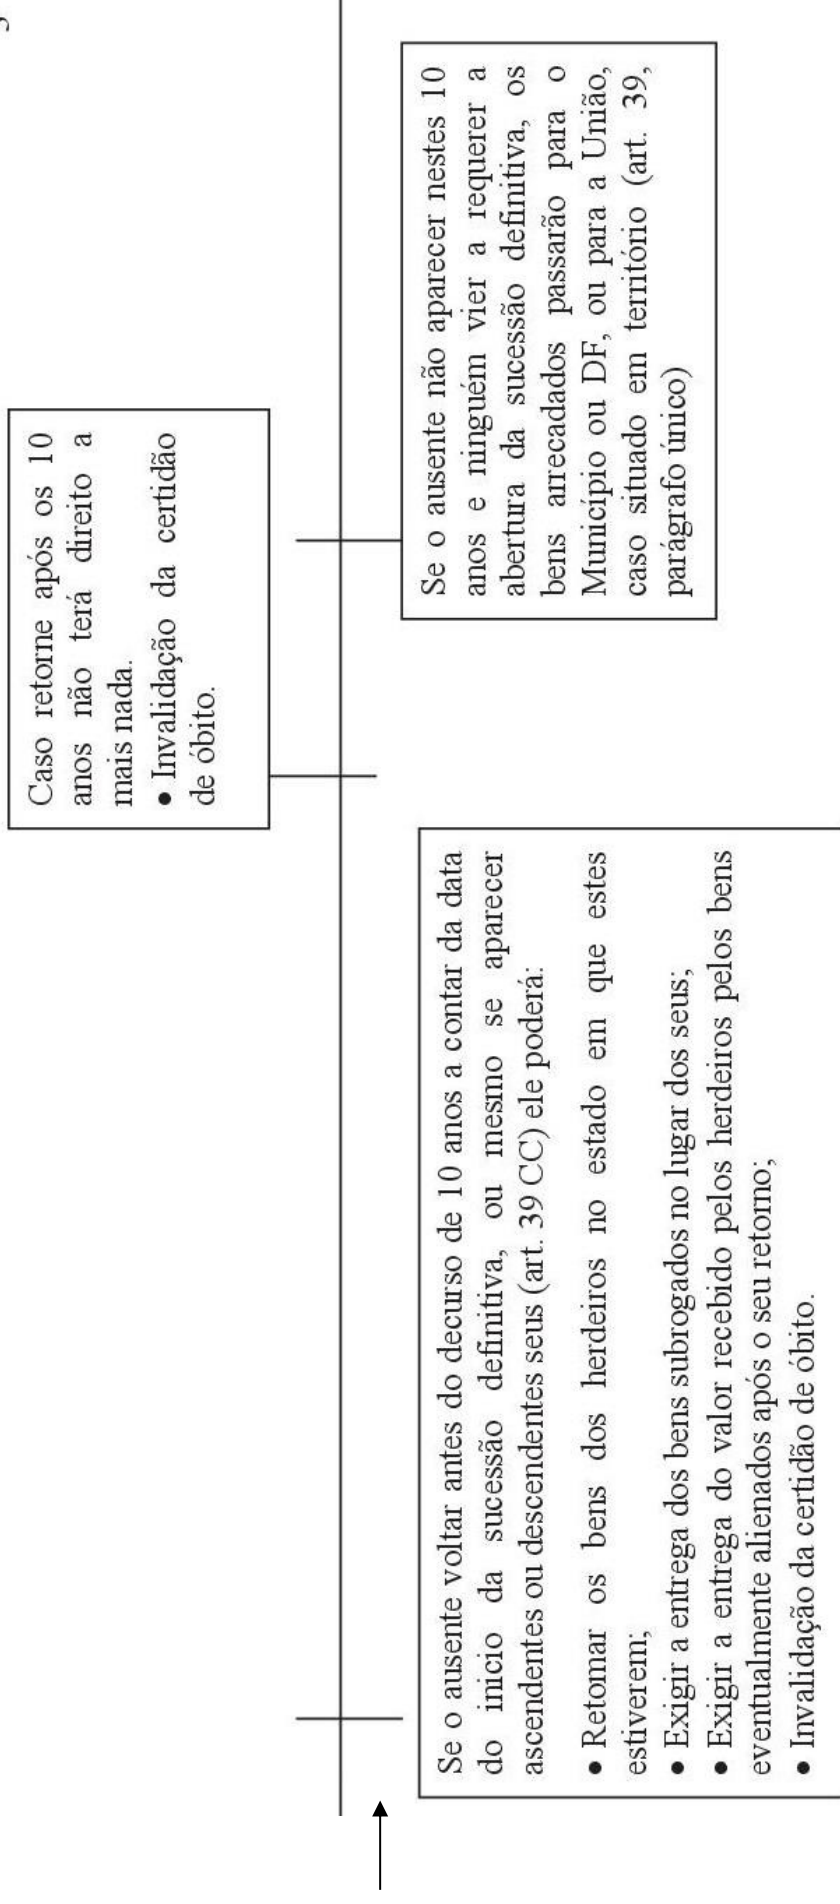 Caso retorne após os 10
anos não terá direito a
mais nada.
• Invalidação da certidão
de óbito.
Se o ausente voltar antes do decurso de 10 anos a contar da data
do inicio da sucessão definitiva, ou mesmo se aparecer
ascendentes ou descendentes seus (art. 39 CC) ele poderá:
• Retomar os bens dos herdeiros no estado em que estes
estiverem;
• Exigir a entrega dos bens subrogados no lugar dos seus;
• Exigir a entrega do valor recebido pelos herdeiros pelos bens
eventualmente alienados após o seu retorno;
• Invalidação da certidão de óbito.
Se o ausente não aparecer nestes 10
anos e ninguém vier a requerer a
abertura da sucessão definitiva, os
bens arrecadados passarão para o
Município ou DF, ou para a União,
caso situado em território (art. 39,
parágrafo único)